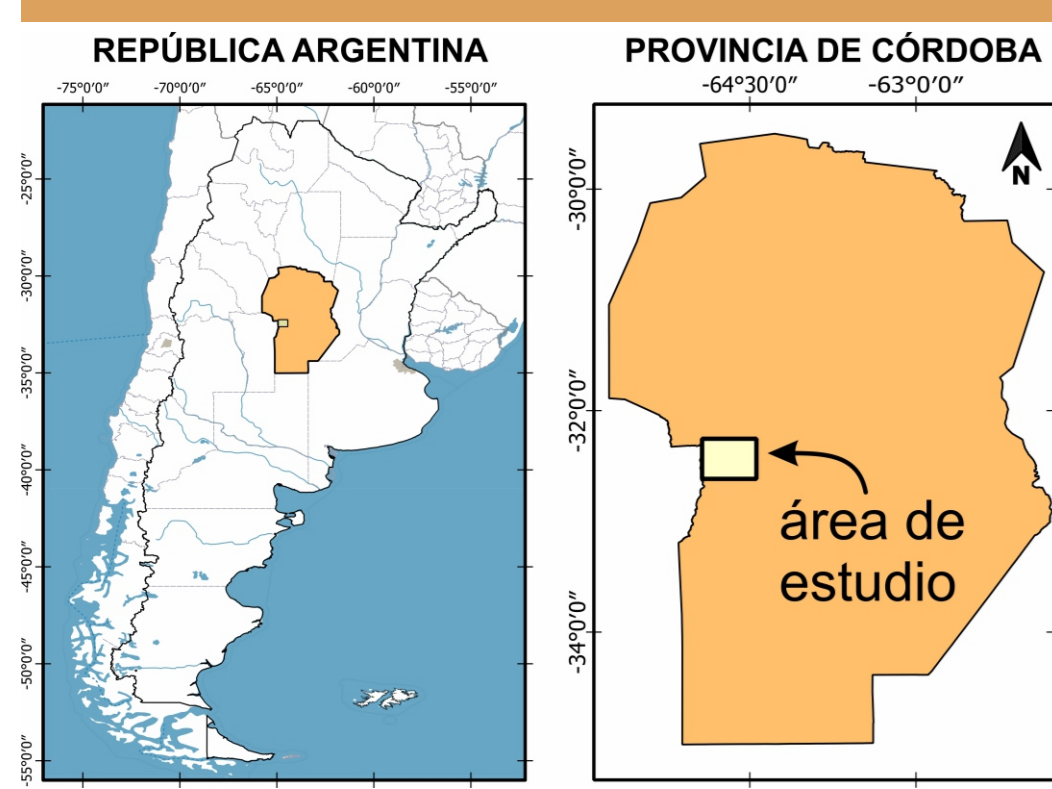 REPÚBLICA ARGENTINA
-75°0′0″ -70°0′0″ -65°0′0″ -60°0′0″ -55°0′0″
-25°0′0″
-30°0′0″
-35°0′0″
-40°0′0″
-45°0′0″
-50°0′0″
-55°0′0″
PROVINCIA DE CÓRDOBA
-64°30′0″ -63°0′0″
N
-30°0′0″
-32°0′0″
-34°0′0″
área de
estudio